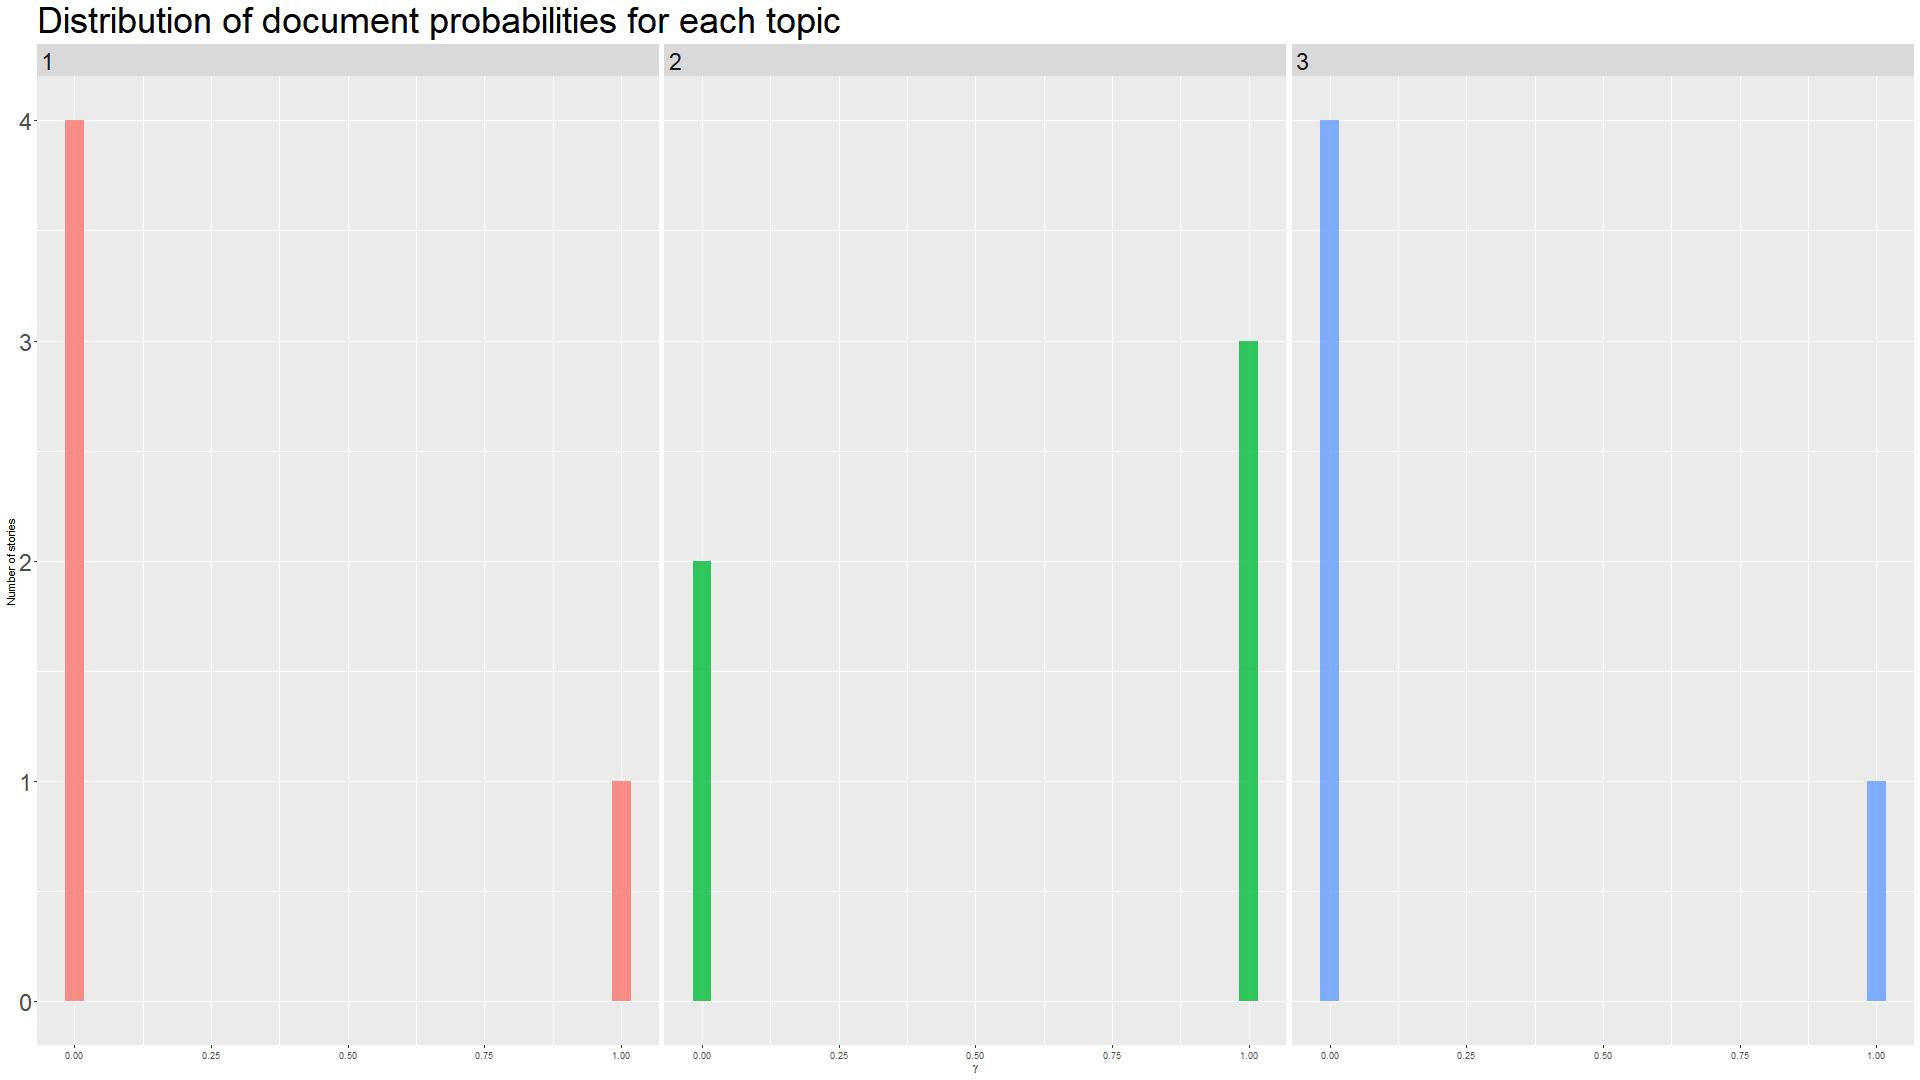 Distribution of document probabilities for each topic
1 2 3
4
3
2
1
0
Number of stories
0.00 0.25 0.50 0.75 1.00 0.00 0.25 0.50 0.75 1.00 0.00 0.25 0.50 0.75 1.00
γ